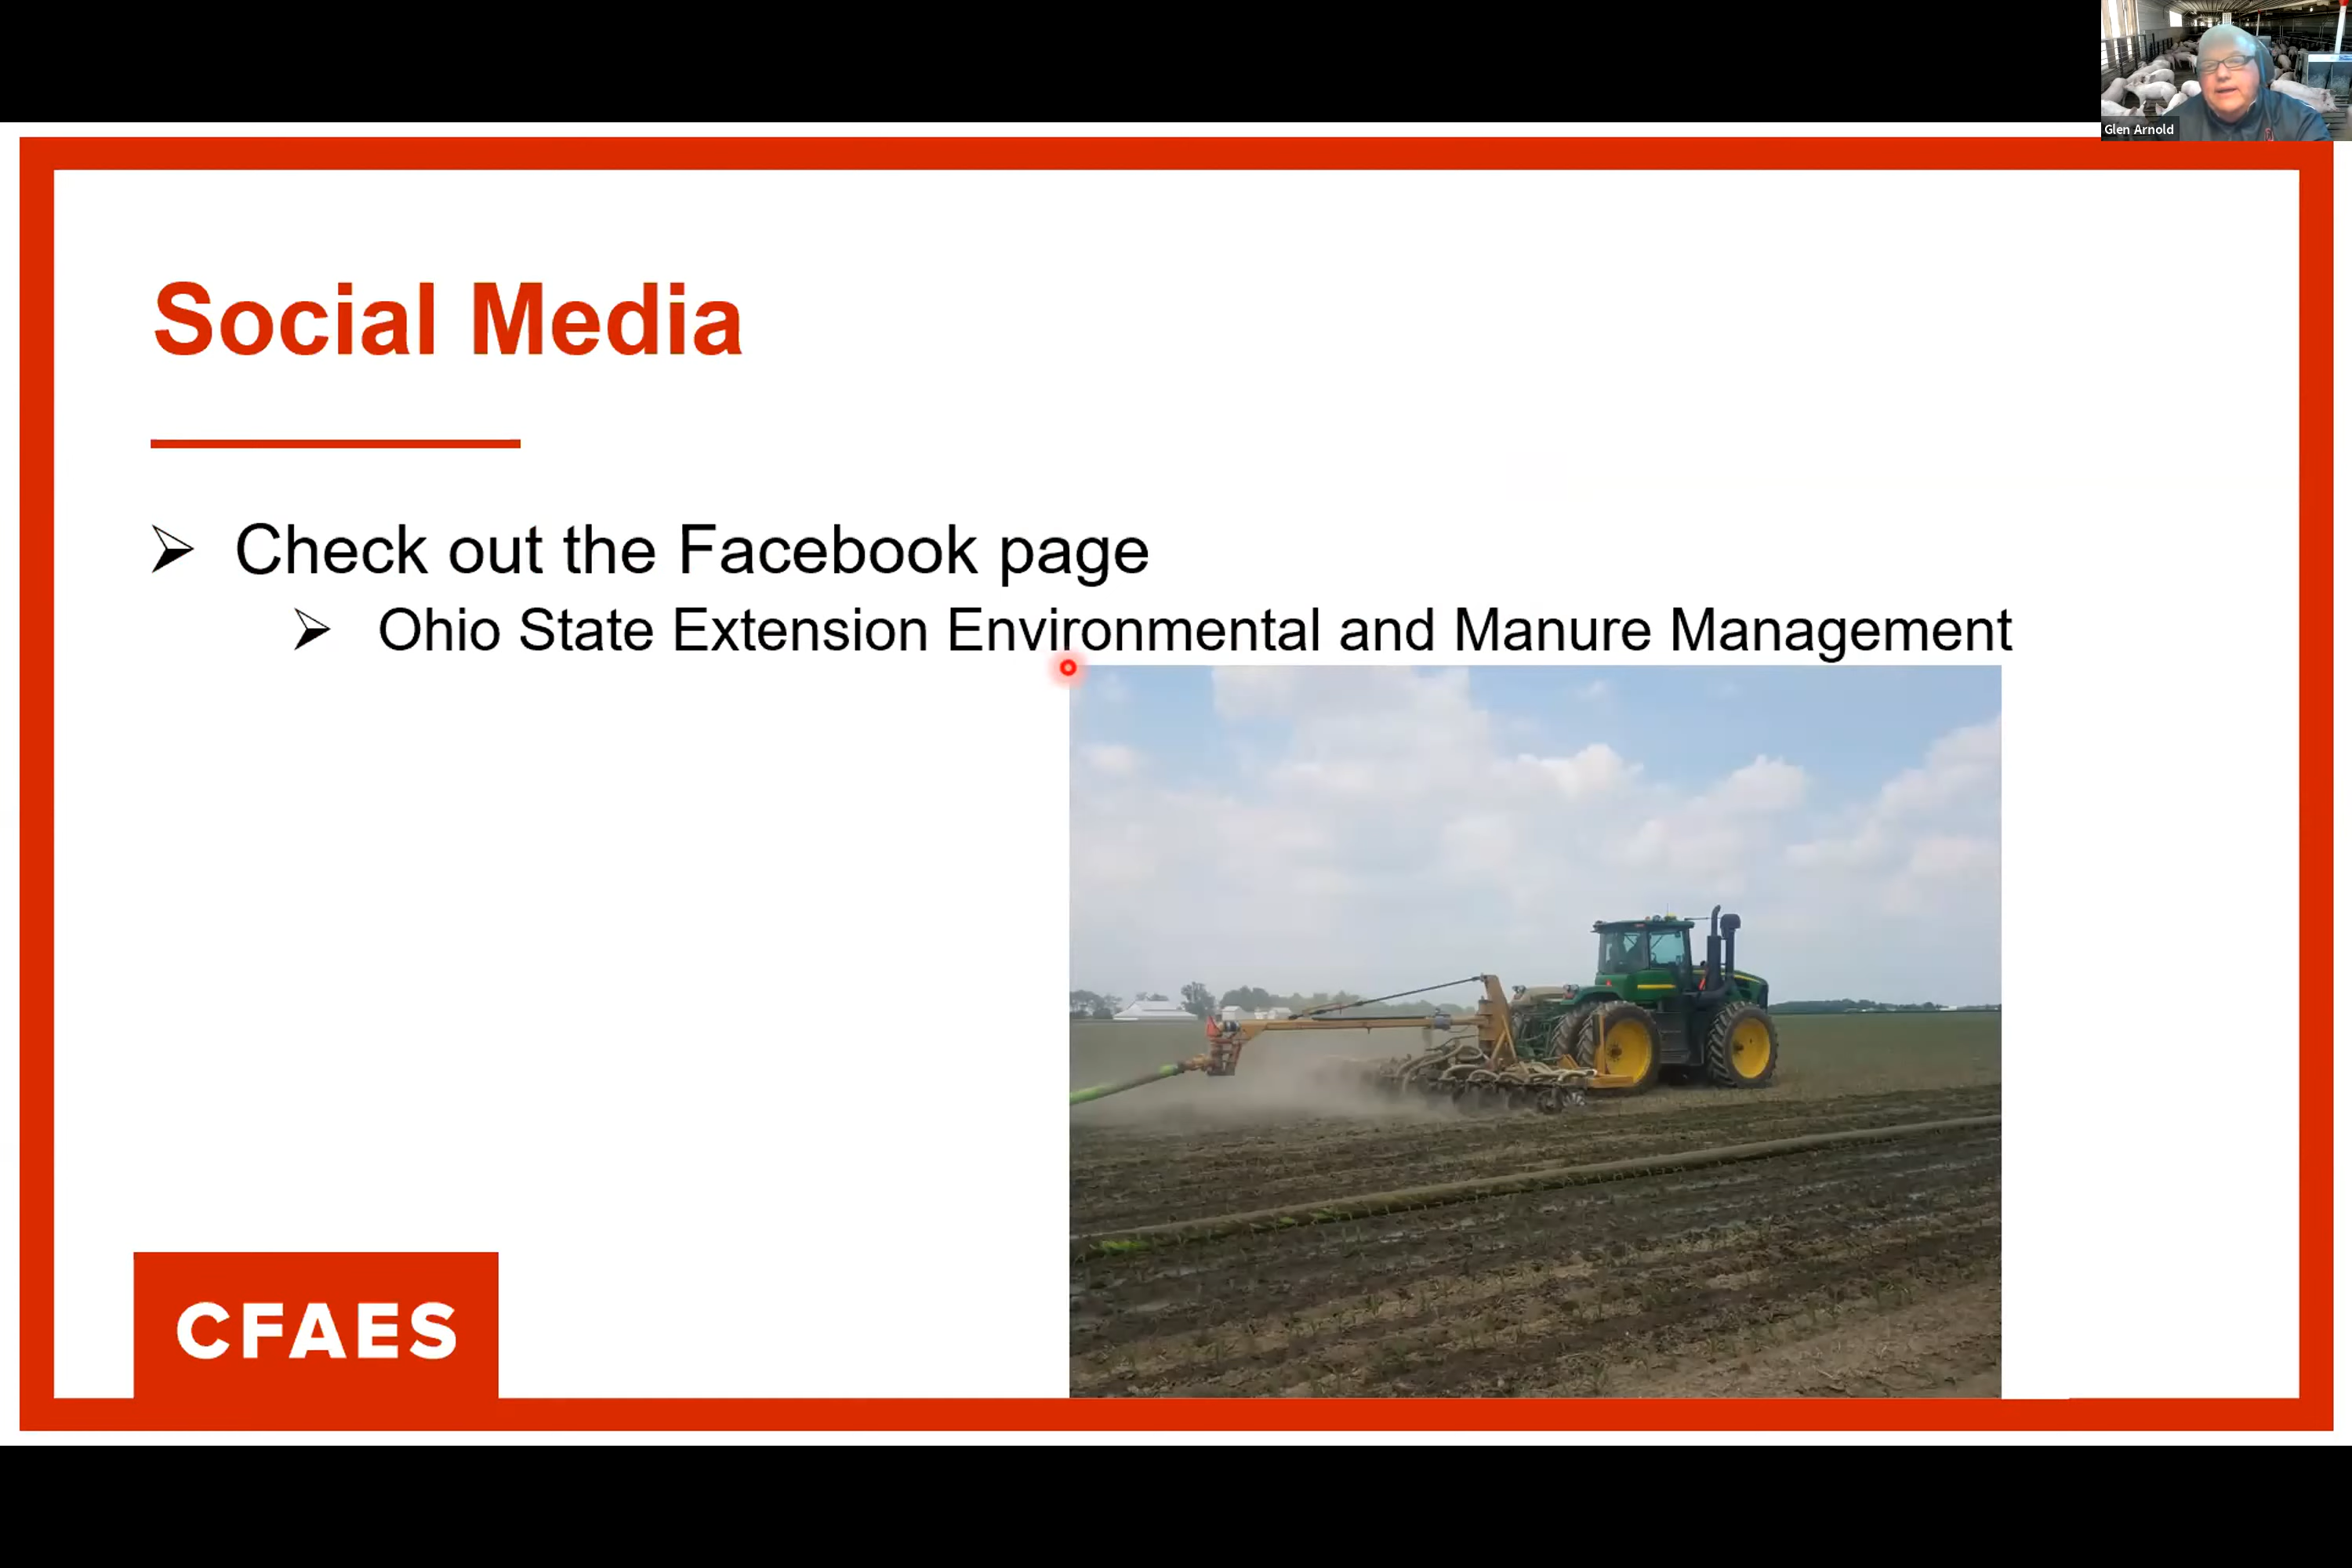 Glen Arnold
Social Media
Check out the Facebook page
Ohio State Extension Environmental and Manure Management
CFAES